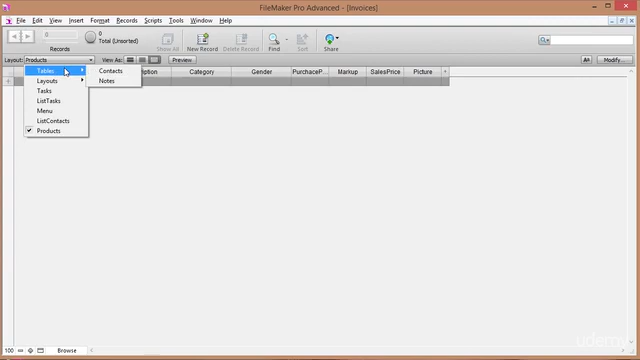 FileMaker Pro Advanced - [Invoices]
File Edit View Insert Format Records Scripts Tools Window Help
0
Records
0
Total (Unsorted)
Show All
New Record
Delete Record
Find
Sort
Share
Layout: Products
View As:
Preview
Aa
Modify...
Category
Gender
PurchaceP...
Markup
SalesPrice
Picture
+
Tables
Contacts
Layouts
Notes
Tasks
ListTasks
Menu
ListContacts
Products
100
Browse
udemy